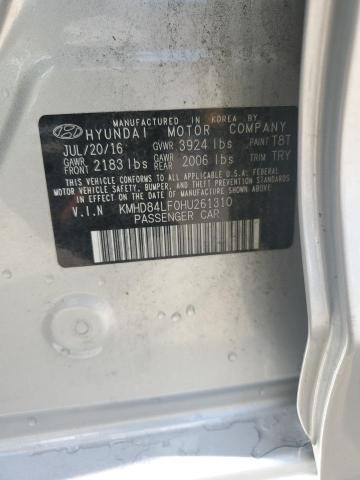 MANUFACTURED IN KOREA BY
HYUNDAI MOTOR COMPANY
JUL/20/16 GVWR 3924 lbs PAINT T8T
GAWR FRONT 2183 lbs GAWR REAR 2006 lbs TRIM TRY
THIS VEHICLE CONFORMS TO ALL APPLICABLE U.S.A. FEDERAL
MOTOR VEHICLE SAFETY, BUMPER, AND THEFT PREVENTION
STANDARDS IN EFFECT ON THE DATE OF MANUFACTURE SHOWN ABOVE.
V.I.N KMHD84LF0HU261310
PASSENGER CAR